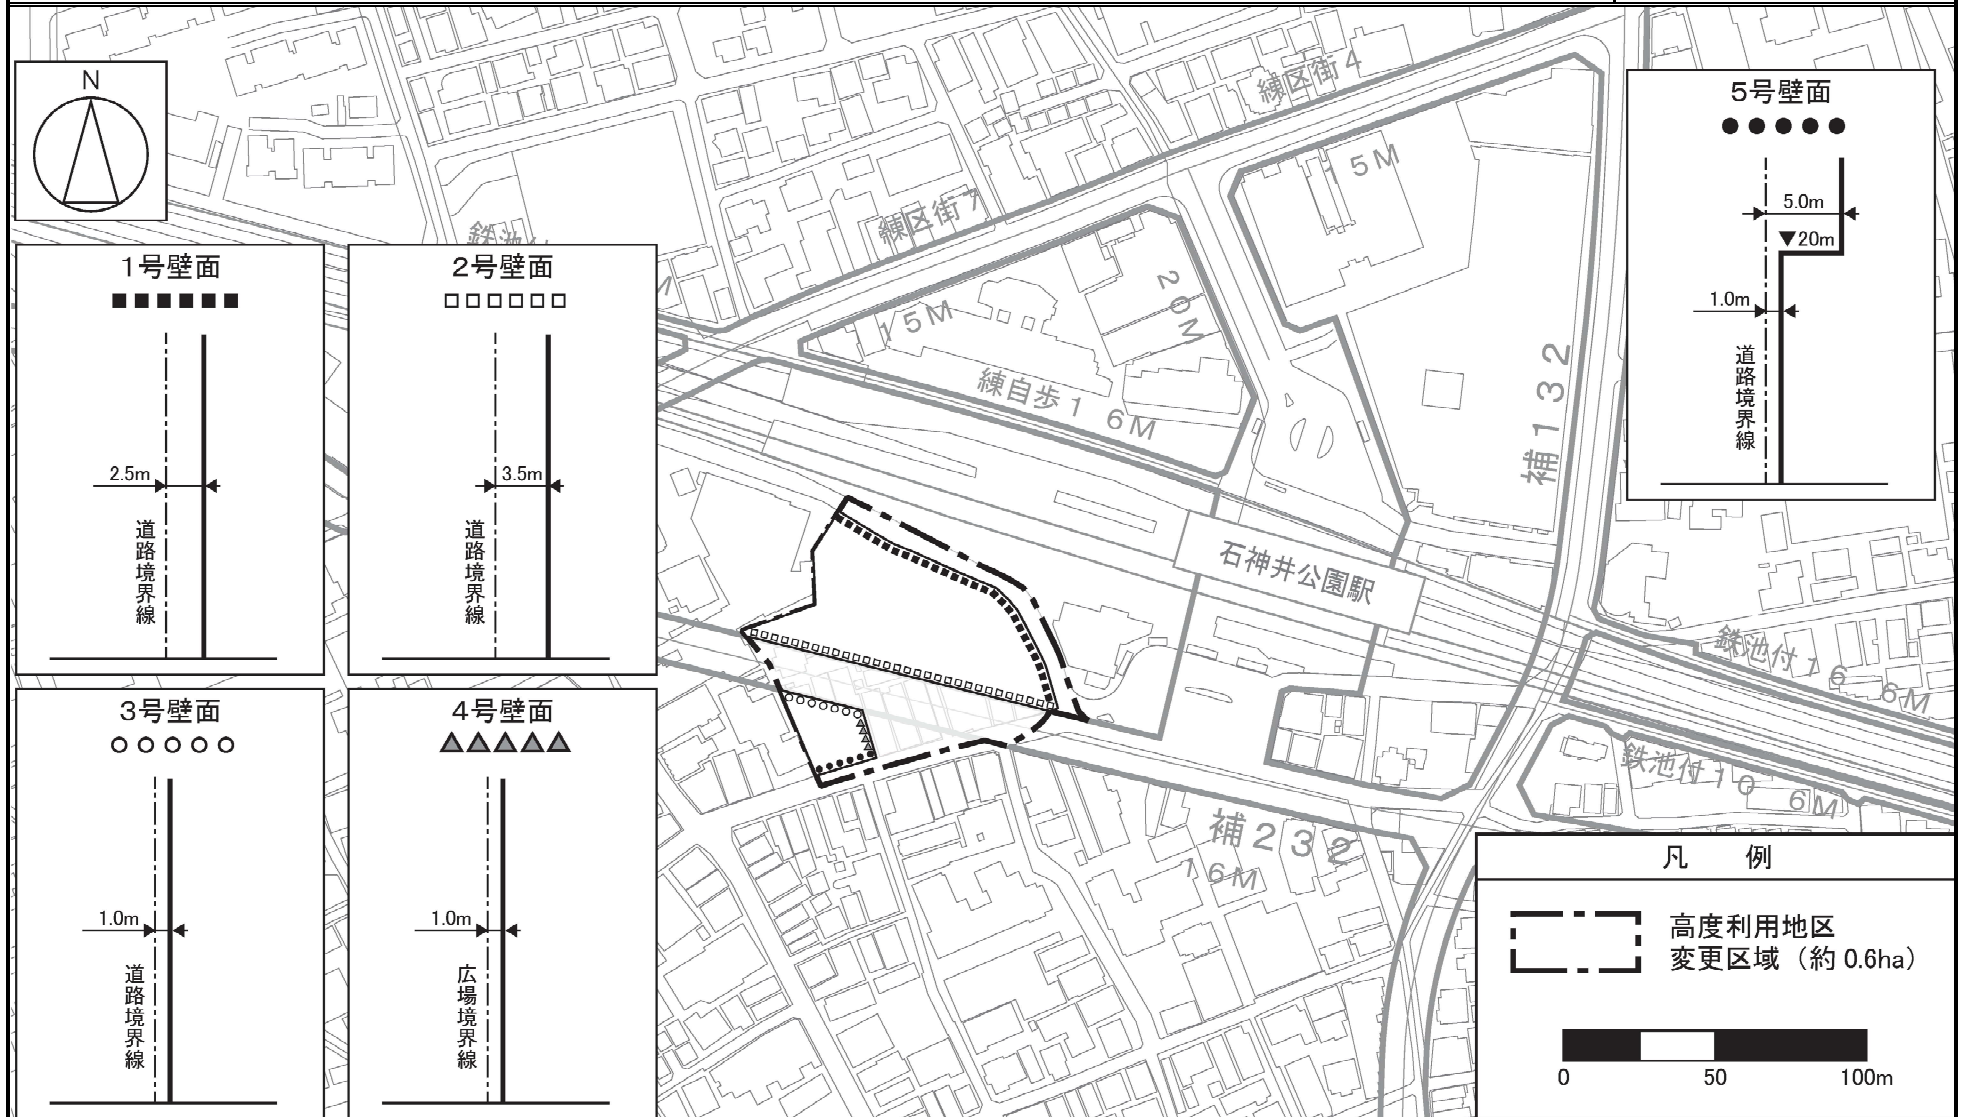 N
1号壁面
2.5m
道路境界線
2号壁面
3.5m
道路境界線
3号壁面
1.0m
道路境界線
4号壁面
1.0m
広場境界線
5号壁面
5.0m
▼20m
1.0m
道路境界線
練区街4
15M
練区街7
20M
15M
練自歩1 6M
補132
石神井公園駅
鉄池付16 6M
鉄池付10 6M
補232
16M
凡 例
高度利用地区
変更区域（約 0.6ha）
0 50 100m